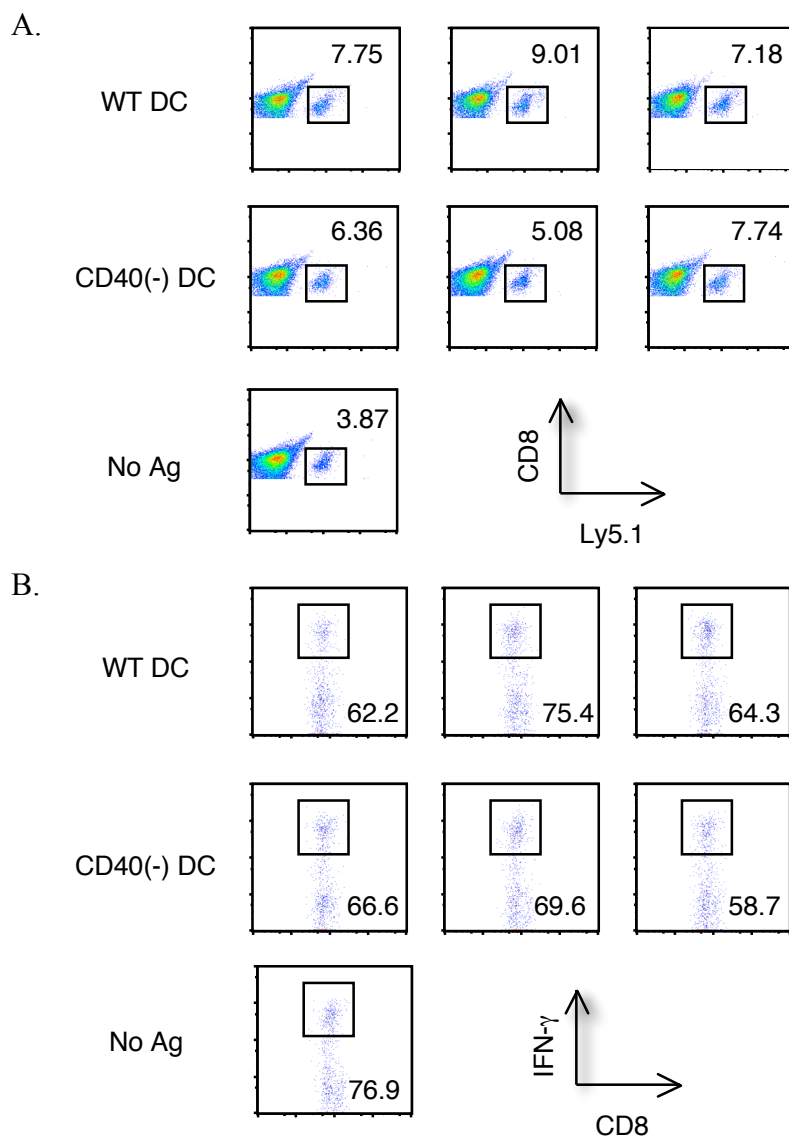 A.
WT DC
7.75
9.01
7.18
CD40(-) DC
6.36
5.08
7.74
No Ag
3.87
CD8
Ly5.1
B.
WT DC
62.2
75.4
64.3
CD40(-) DC
66.6
69.6
58.7
No Ag
76.9
IFN-γ
CD8